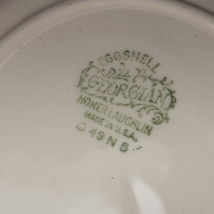 EGGSHELL
GEORGIAN
HOMER LAUGHLIN
MADE IN U.S.A.
D 49 N 5